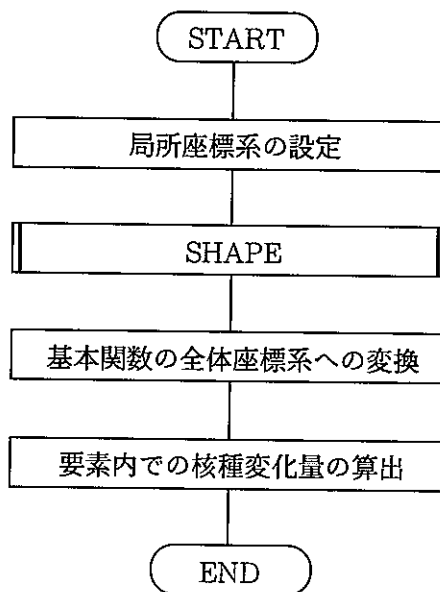 START
局所座標系の設定
SHAPE
基本関数の全体座標系への変換
要素内での核種変化量の算出
END